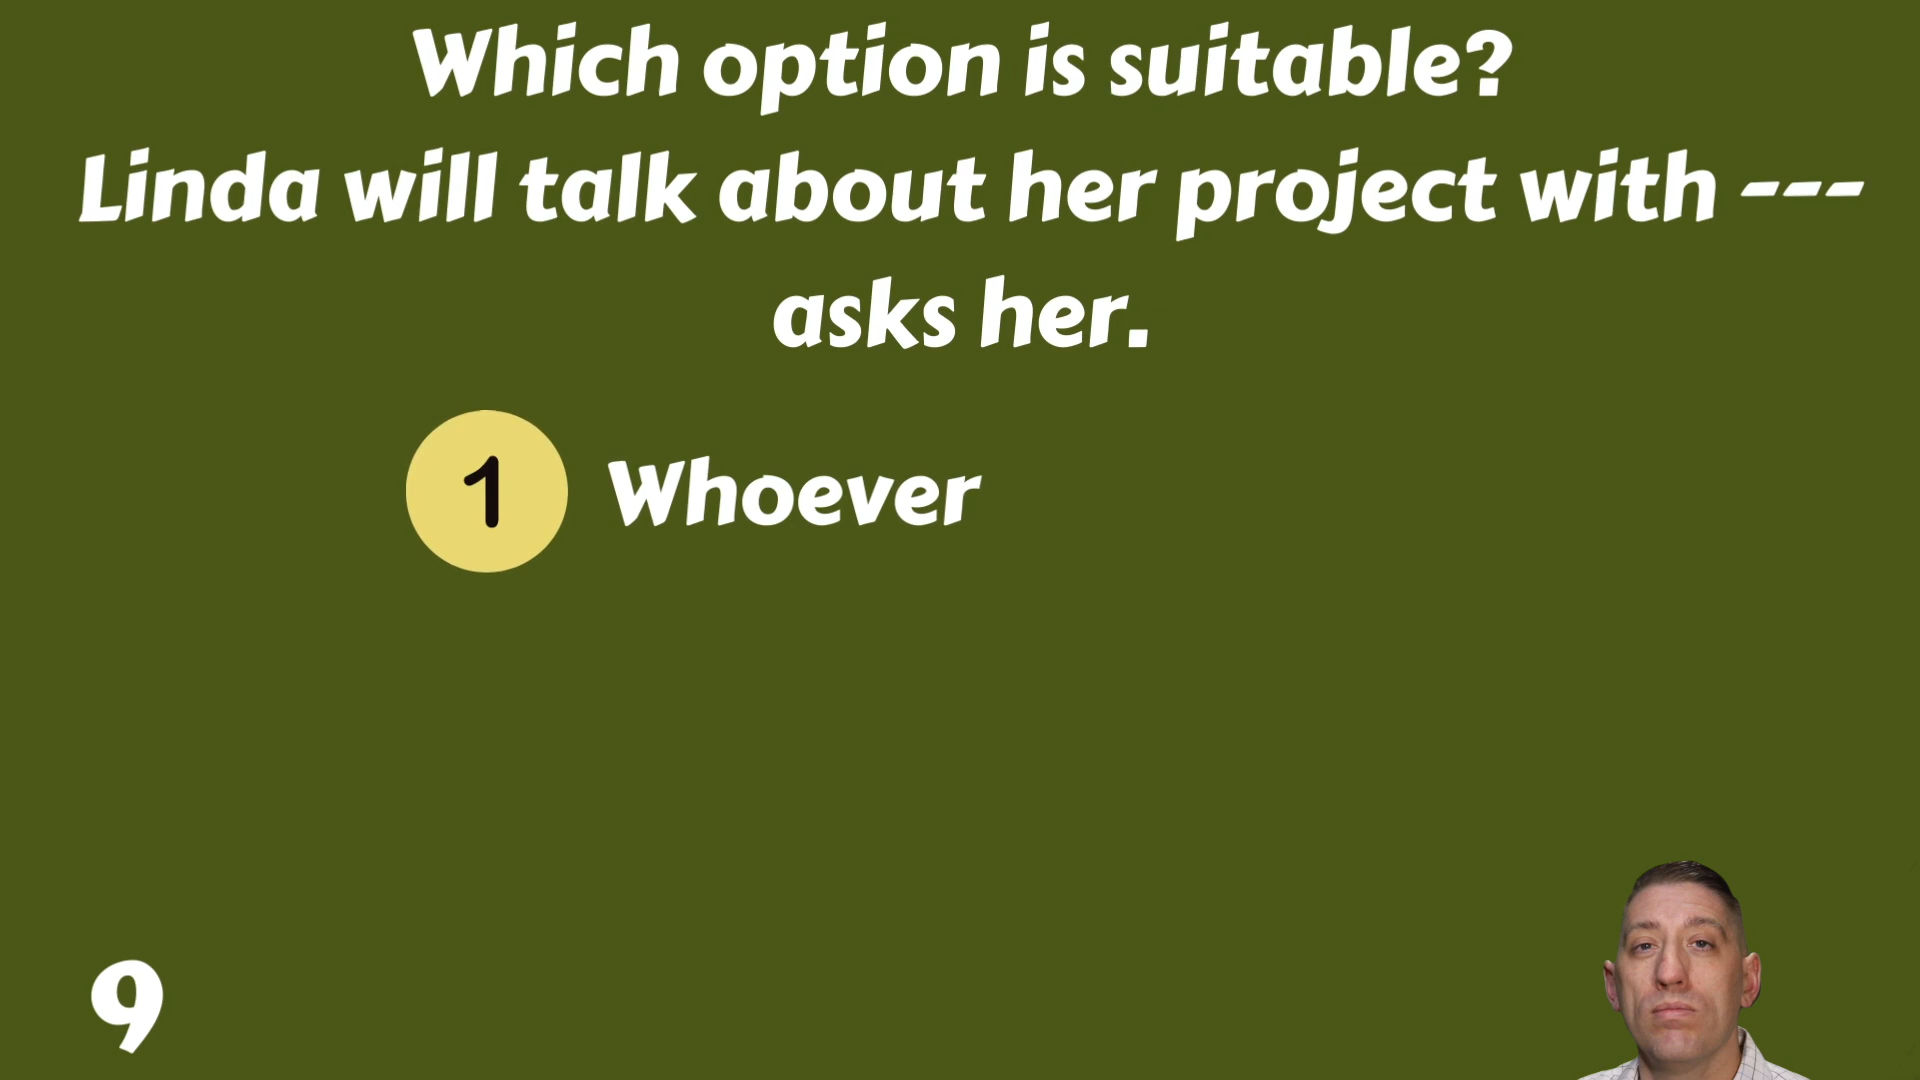 Which option is suitable?
Linda will talk about her project with ---
asks her.
1 Whoever
9